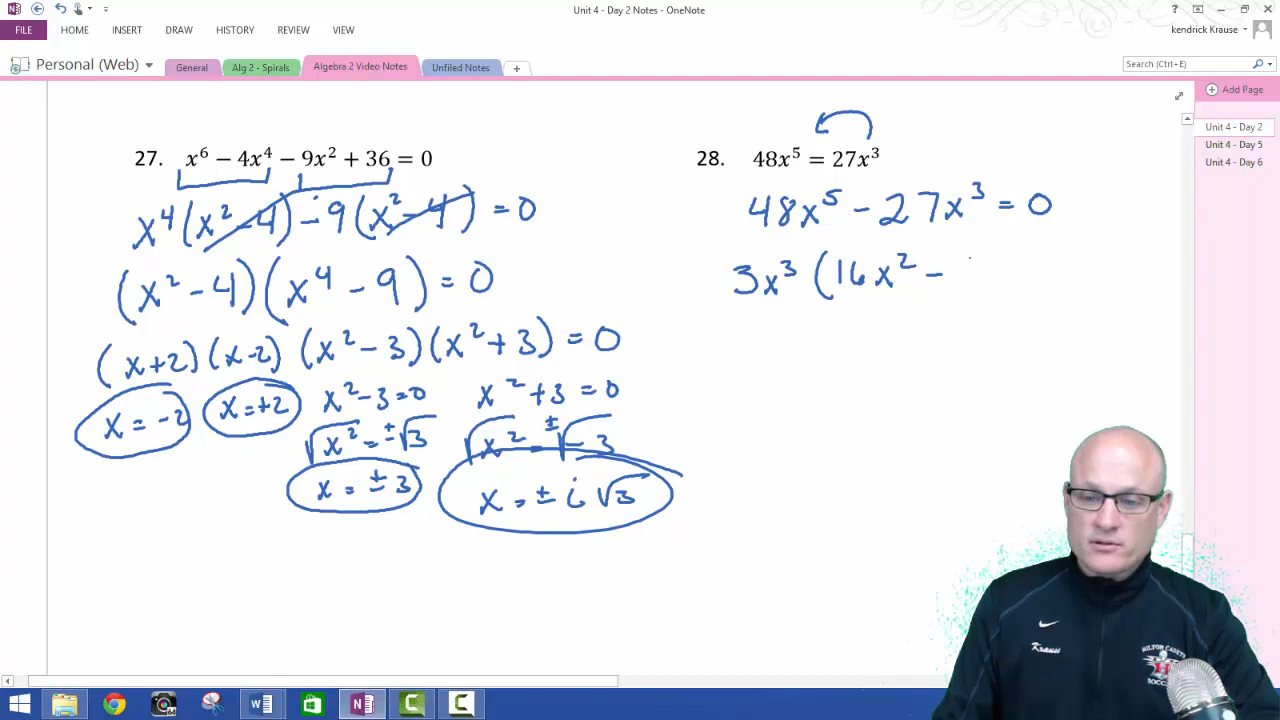 Unit 4 - Day 2 Notes - OneNote
FILE HOME INSERT DRAW HISTORY REVIEW VIEW
kendrick Krause
Personal (Web) General Alg 2 - Spirals Algebra 2 Video Notes Unfiled Notes +
Search (Ctrl+E)
Add Page
Unit 4 - Day 2
Unit 4 - Day 5
Unit 4 - Day 6
27. x⁶ − 4x⁴ − 9x² + 36 = 0
x⁴(x² − 4) − 9(x² − 4) = 0
(x² − 4)(x⁴ − 9) = 0
(x+2)(x-2)(x² − 3)(x² + 3) = 0
x = -2 x = +2 x² − 3 = 0 x² + 3 = 0
√x² = ±√3 √x² = ±√-3
x = ± 3 x = ± i √3
28. 48x⁵ = 27x³
48x⁵ − 27x³ = 0
3x³ (16x² −
Krause
HILTON CADETS
SOCCER